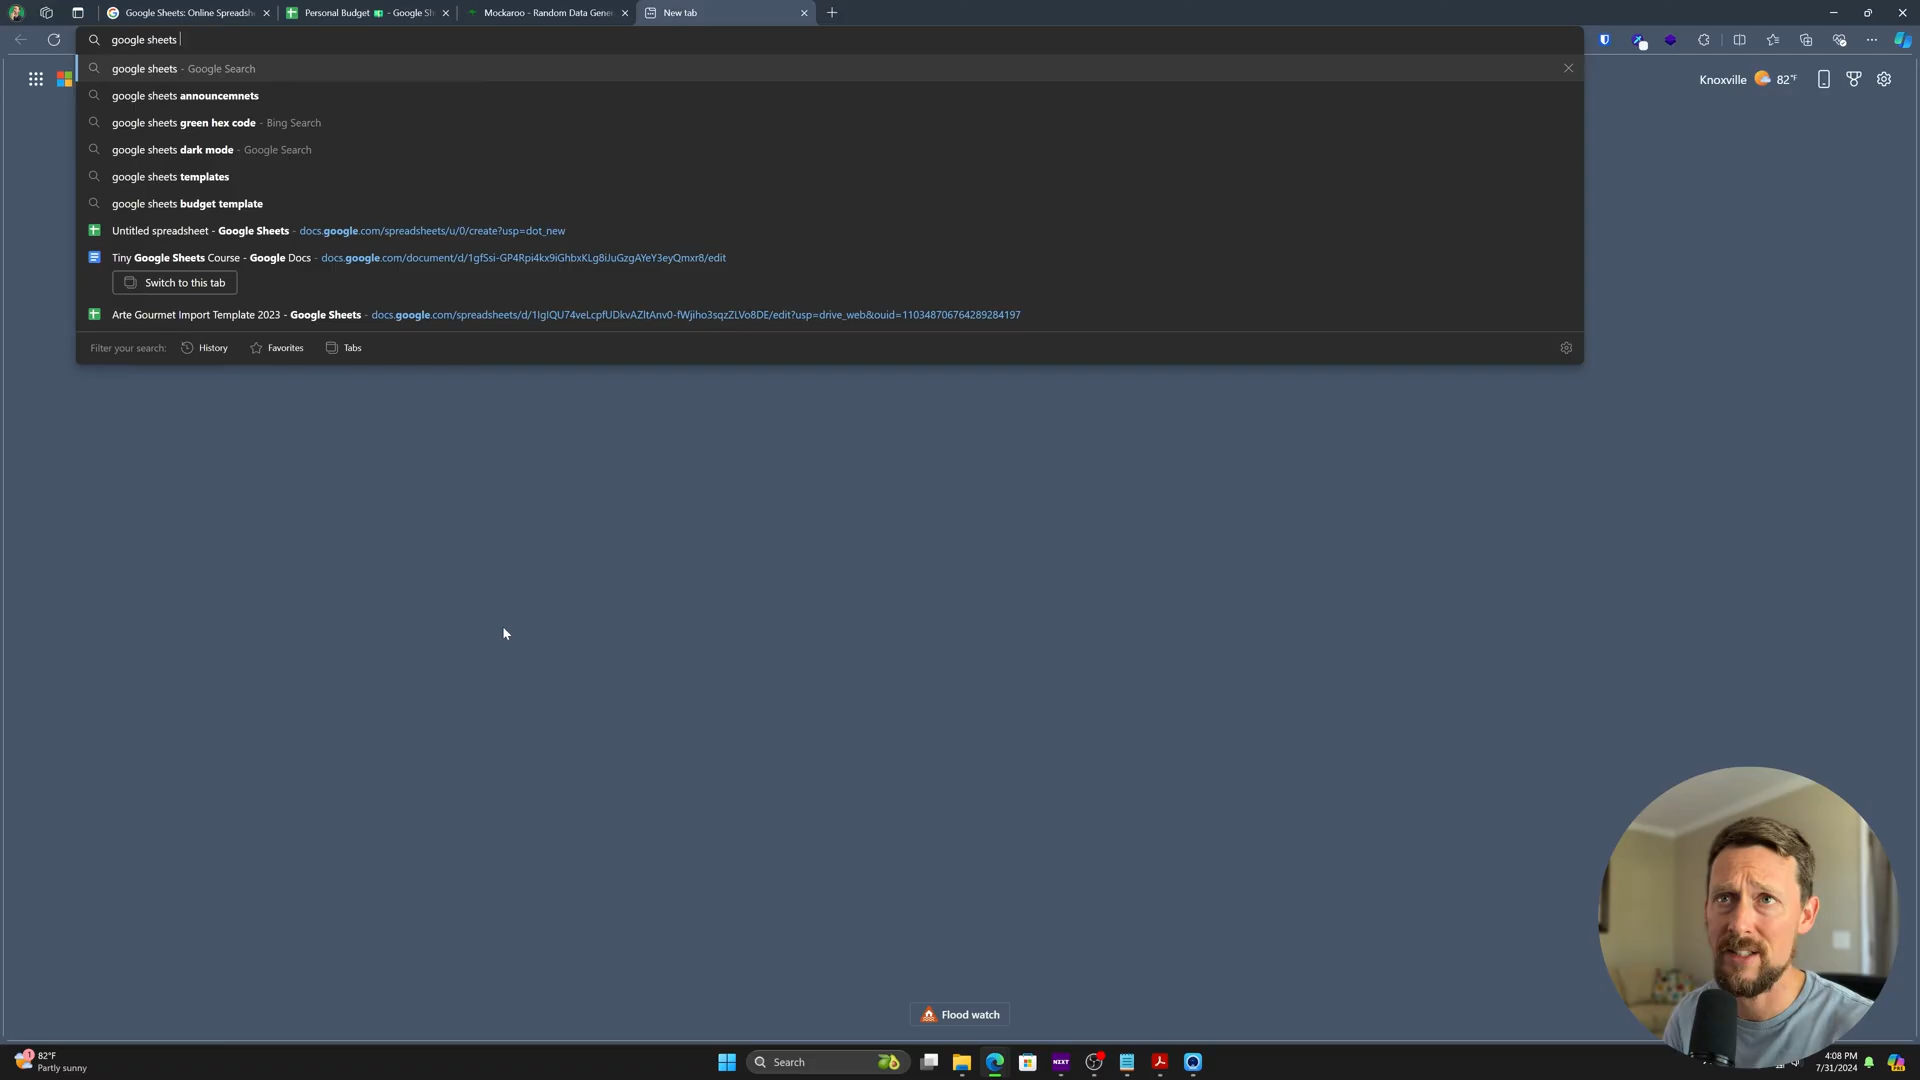 Google Sheets: Online Spreadsh
Personal Budget - Google Sh
Mockaroo - Random Data Gene
New tab
google sheets
google sheets - Google Search
google sheets announcemnets
google sheets green hex code - Bing Search
google sheets dark mode - Google Search
google sheets templates
google sheets budget template
Untitled spreadsheet - Google Sheets - docs.google.com/spreadsheets/u/0/create?usp=dot_new
Tiny Google Sheets Course - Google Docs - docs.google.com/document/d/1gfSsi-GP4Rpi4kx9iGhbxKLg8iJuGzgAYeY3eyQmxr8/edit
Switch to this tab
Arte Gourmet Import Template 2023 - Google Sheets - docs.google.com/spreadsheets/d/1IgIQU74veLcpfUDkvAZltAnv0-fWjiho3sqzZLVo8DE/edit?usp=drive_web&ouid=110348706764289284197
Filter your search: History Favorites Tabs
Knoxville 82°F
Flood watch
1
82°F
Partly sunny
Search
NZXT
4:08 PM
7/31/2024
PRE